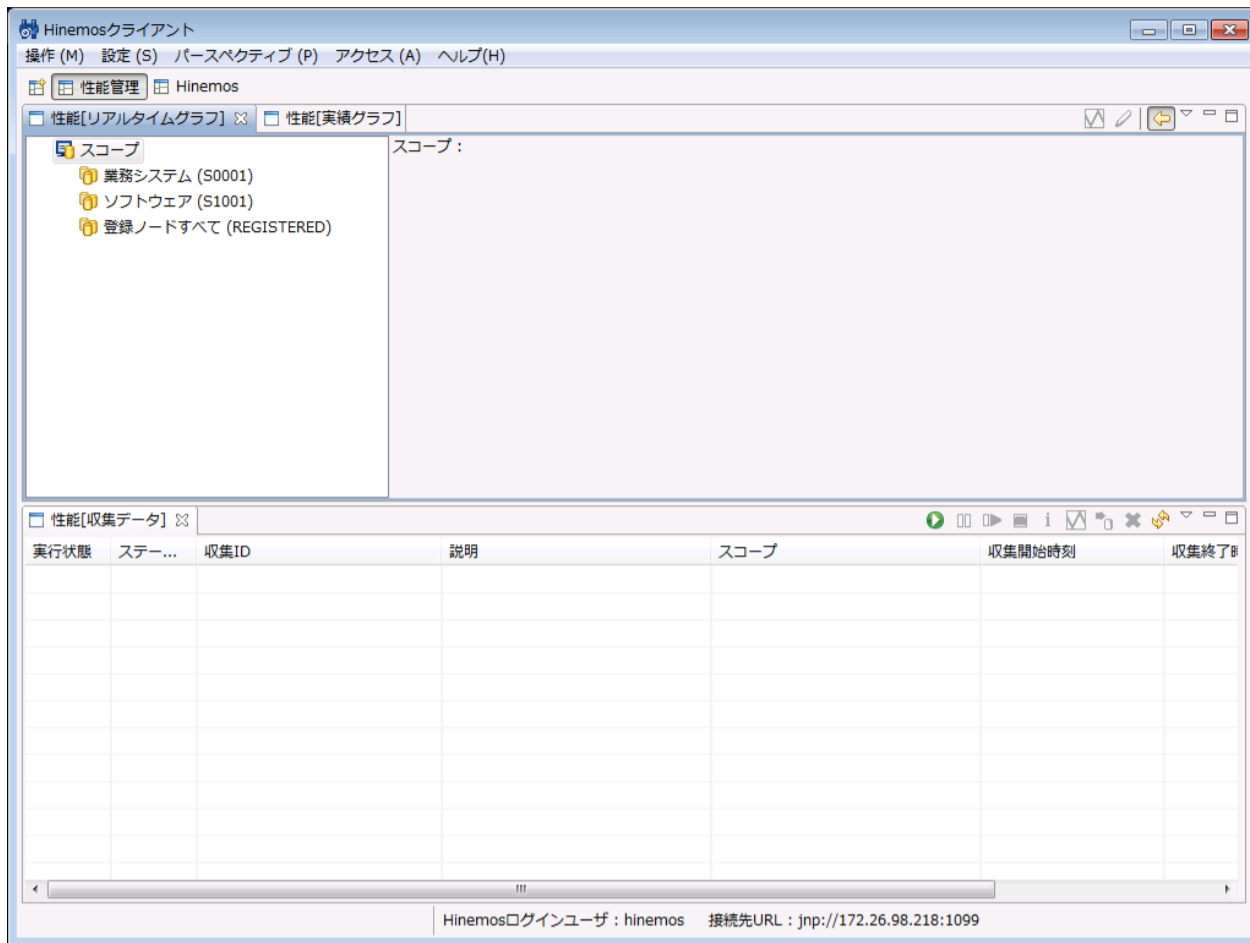 Hinemosクライアント
操作 (M) 設定 (S) パースペクティブ (P) アクセス (A) ヘルプ(H)
性能管理 Hinemos
性能[リアルタイムグラフ] 性能[実績グラフ]
スコープ スコープ：
業務システム (S0001)
ソフトウェア (S1001)
登録ノードすべて (REGISTERED)
性能[収集データ]
実行状態 ステー... 収集ID 説明 スコープ 収集開始時刻 収集終了
Hinemosログインユーザ：hinemos 接続先URL：jnp://172.26.98.218:1099